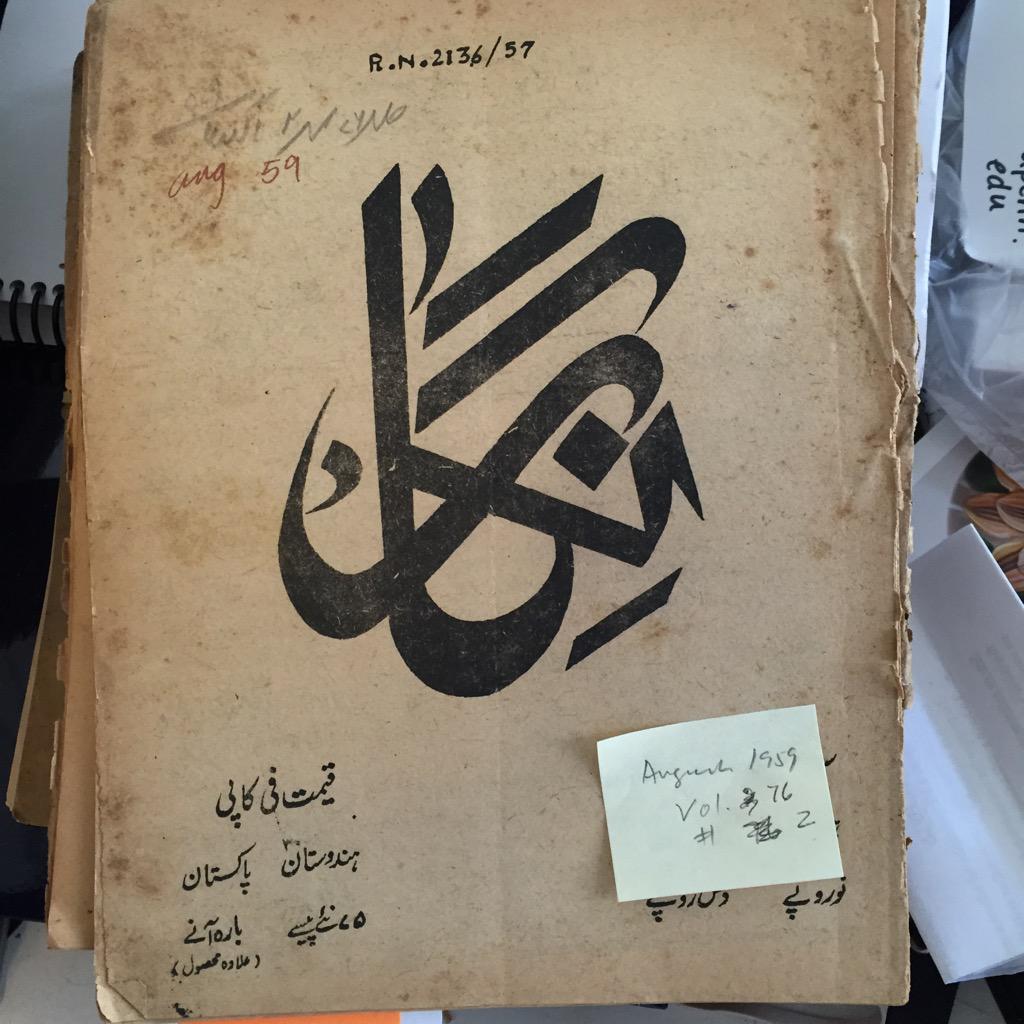 R.N.2136/57
aug 59
نگار
قیمت فی کاپی
ہندوستان پاکستان
۷۵ نئے پیسے بارہ آنے
(علاوہ محصول)
August 1959
Vol. 76
# 2
نو روپے دس روپے
edu